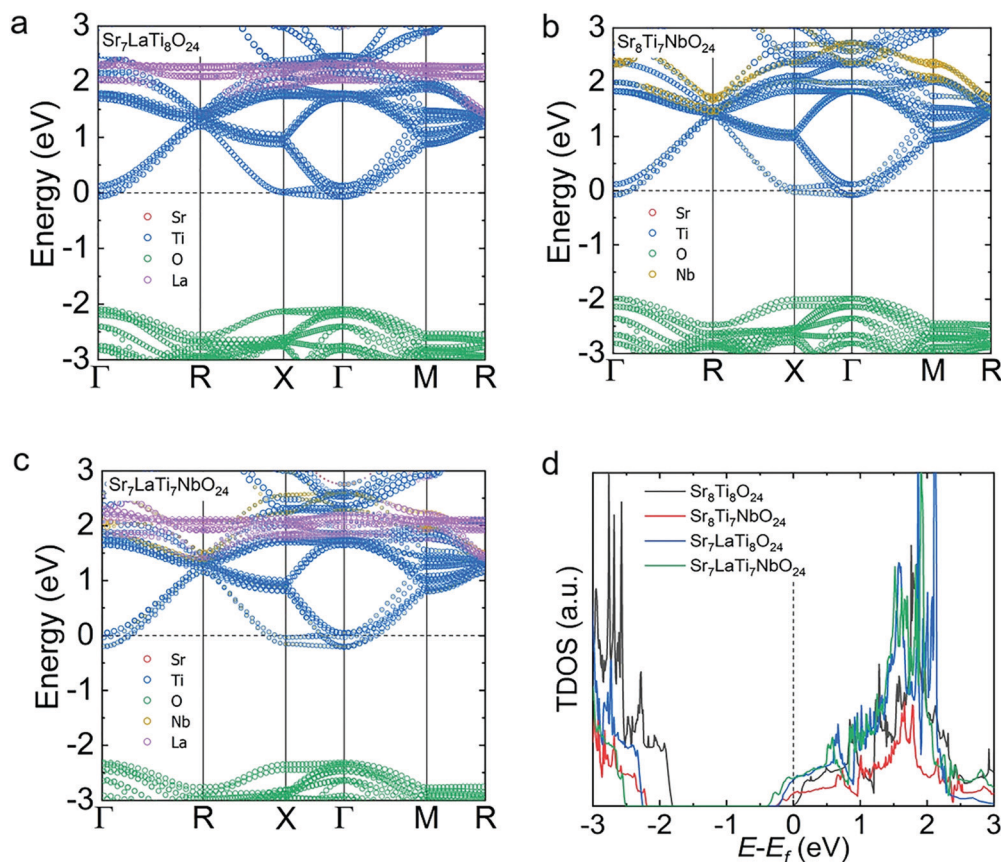 a
Sr₇LaTi₈O₂₄
3
2
1
0
-1
-2
-3
Energy (eV)
Sr
Ti
O
La
Γ R X Γ M R
b
Sr₈Ti₇NbO₂₄
3
2
1
0
-1
-2
-3
Energy (eV)
Sr
Ti
O
Nb
Γ R X Γ M R
c
Sr₇LaTi₇NbO₂₄
3
2
1
0
-1
-2
-3
Energy (eV)
Sr
Ti
O
Nb
La
Γ R X Γ M R
d
Sr₈Ti₈O₂₄
Sr₈Ti₇NbO₂₄
Sr₇LaTi₈O₂₄
Sr₇LaTi₇NbO₂₄
TDOS (a.u.)
-3 -2 -1 0 1 2 3
E-E_f (eV)